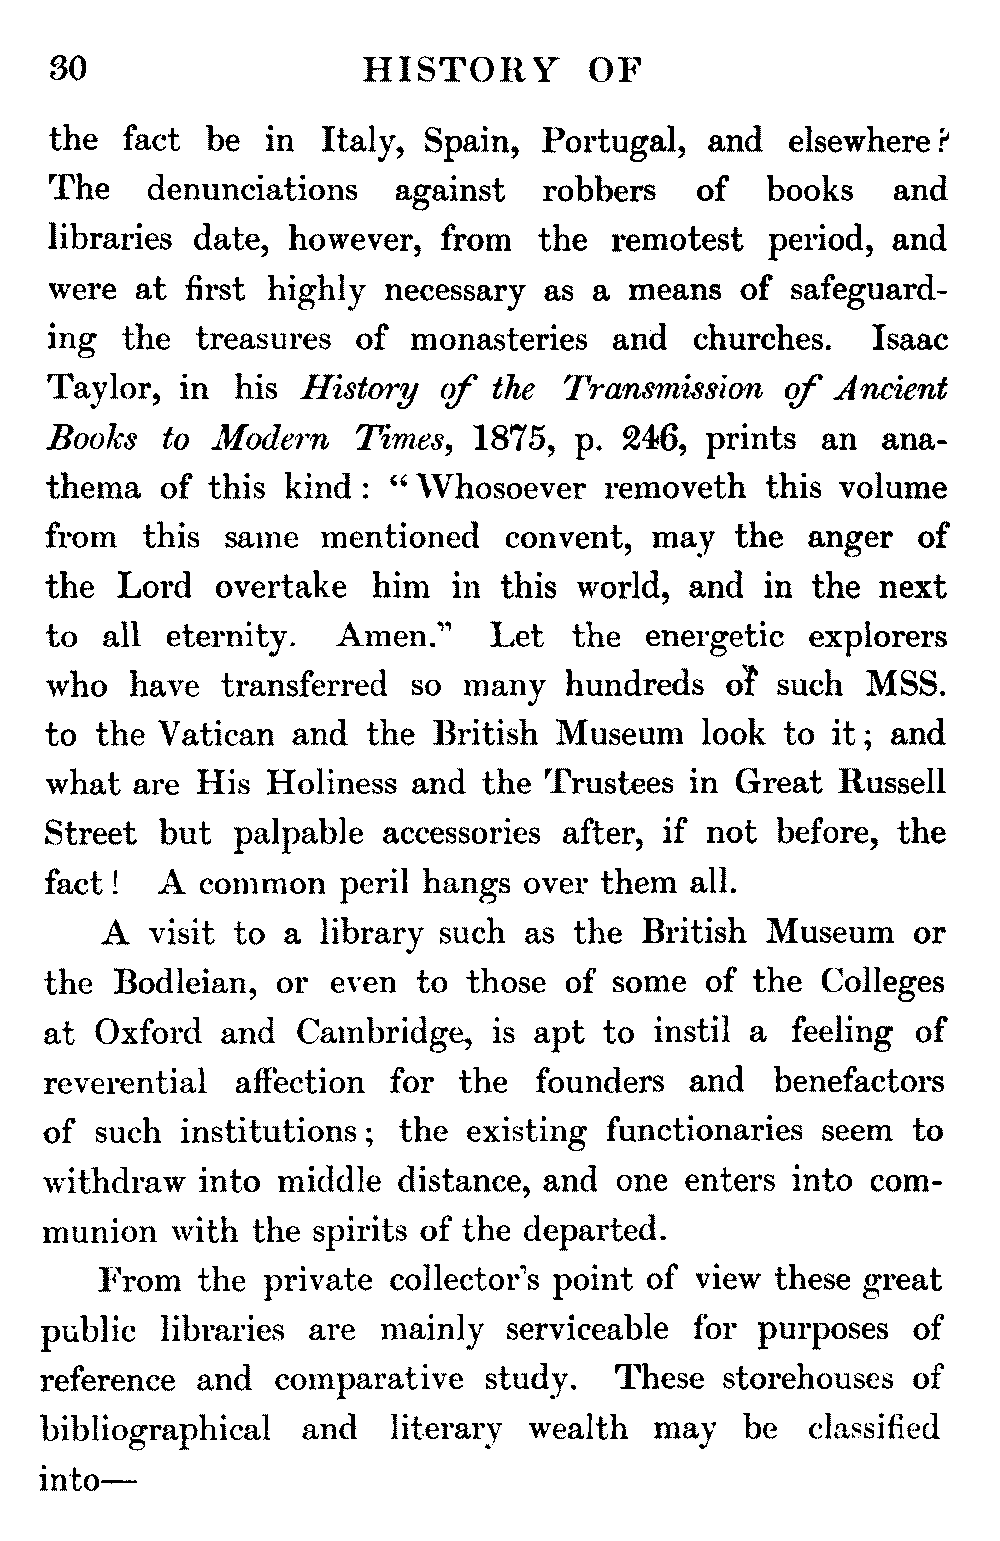 30 HISTORY OF
the fact be in Italy, Spain, Portugal, and elsewhere?
The denunciations against robbers of books and
libraries date, however, from the remotest period, and
were at first highly necessary as a means of safeguard-
ing the treasures of monasteries and churches. Isaac
Taylor, in his History of the Transmission of Ancient
Books to Modern Times, 1875, p. 246, prints an ana-
thema of this kind : “ Whosoever removeth this volume
from this same mentioned convent, may the anger of
the Lord overtake him in this world, and in the next
to all eternity. Amen.” Let the energetic explorers
who have transferred so many hundreds of such MSS.
to the Vatican and the British Museum look to it ; and
what are His Holiness and the Trustees in Great Russell
Street but palpable accessories after, if not before, the
fact ! A common peril hangs over them all.
A visit to a library such as the British Museum or
the Bodleian, or even to those of some of the Colleges
at Oxford and Cambridge, is apt to instil a feeling of
reverential affection for the founders and benefactors
of such institutions ; the existing functionaries seem to
withdraw into middle distance, and one enters into com-
munion with the spirits of the departed.
From the private collector’s point of view these great
public libraries are mainly serviceable for purposes of
reference and comparative study. These storehouses of
bibliographical and literary wealth may be classified
into—